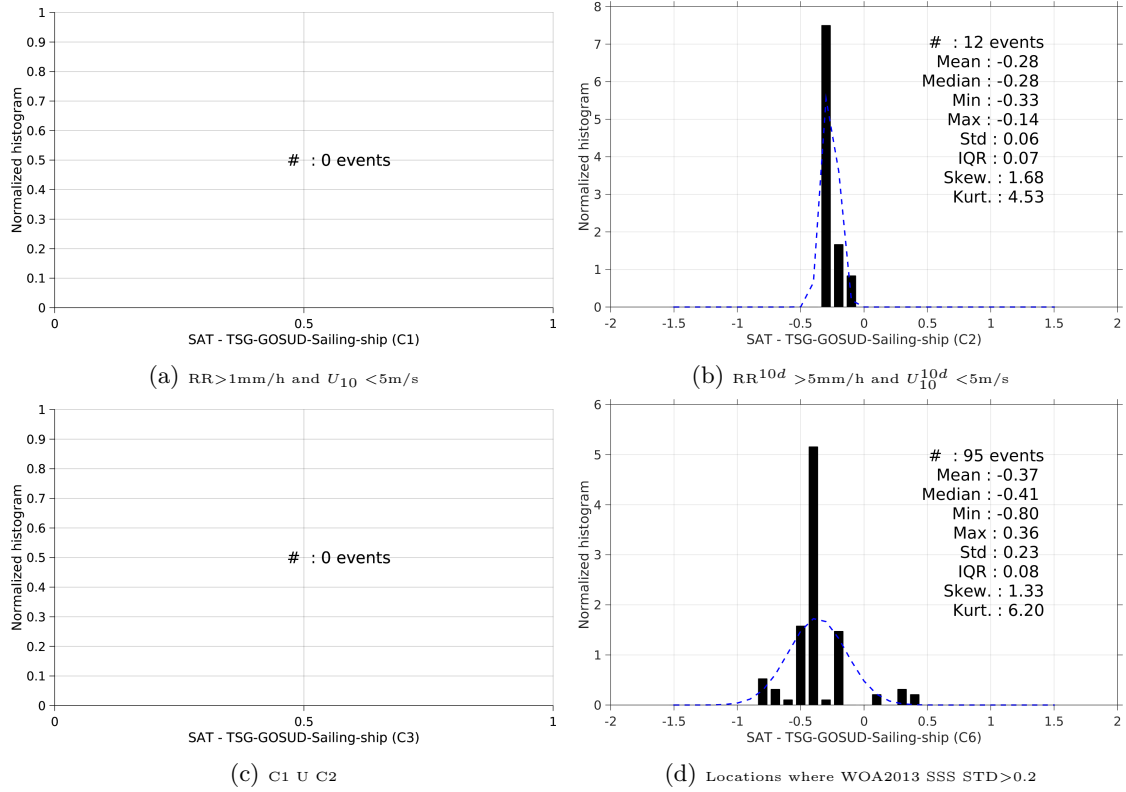 1
0.9
0.8
0.7
0.6
0.5
0.4
0.3
0.2
0.1
0
Normalized histogram
# : 0 events
0 0.5 1
SAT - TSG-GOSUD-Sailing-ship (C1)
(a) RR>1mm/h and U10 <5m/s
8
7
6
5
4
3
2
1
0
Normalized histogram
# : 12 events
Mean : -0.28
Median : -0.28
Min : -0.33
Max : -0.14
Std : 0.06
IQR : 0.07
Skew. : 1.68
Kurt. : 4.53
-2 -1.5 -1 -0.5 0 0.5 1 1.5 2
SAT - TSG-GOSUD-Sailing-ship (C2)
(b) RR^10d >5mm/h and U10^10d <5m/s
1
0.9
0.8
0.7
0.6
0.5
0.4
0.3
0.2
0.1
0
Normalized histogram
# : 0 events
0 0.5 1
SAT - TSG-GOSUD-Sailing-ship (C3)
(c) C1 U C2
6
5
4
3
2
1
0
Normalized histogram
# : 95 events
Mean : -0.37
Median : -0.41
Min : -0.80
Max : 0.36
Std : 0.23
IQR : 0.08
Skew. : 1.33
Kurt. : 6.20
-2 -1.5 -1 -0.5 0 0.5 1 1.5 2
SAT - TSG-GOSUD-Sailing-ship (C6)
(d) Locations where WOA2013 SSS STD>0.2